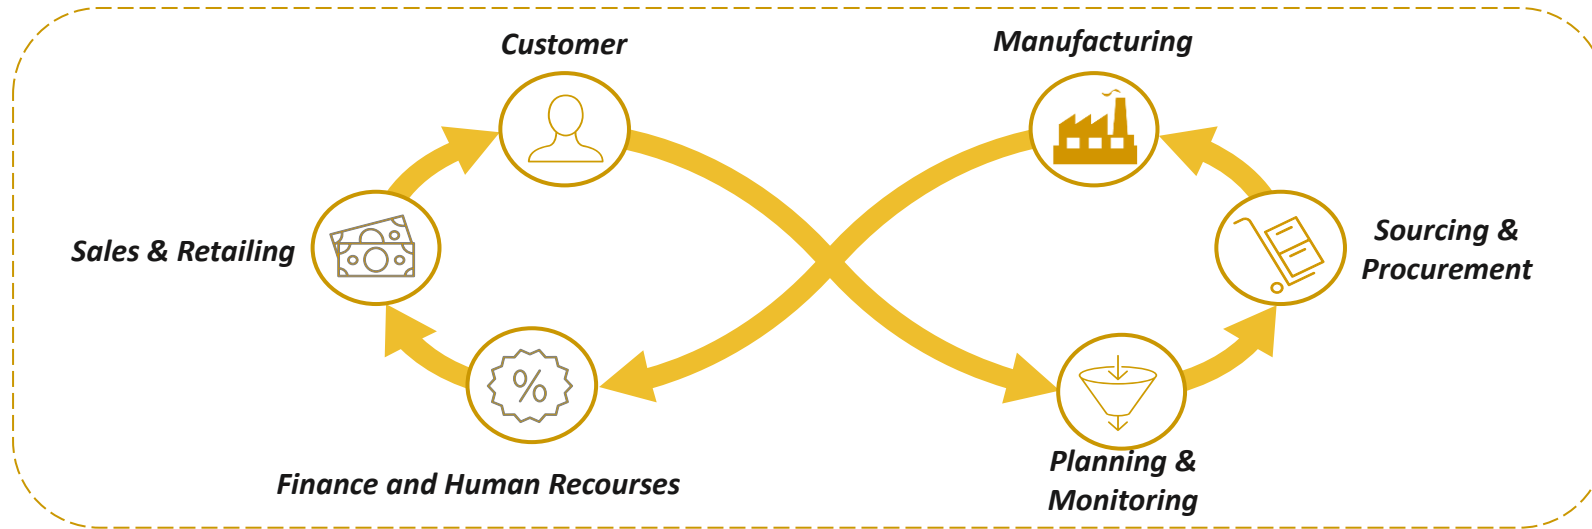 Customer
Manufacturing
Sales & Retailing
Sourcing &
Procurement
%
Finance and Human Recourses
Planning &
Monitoring